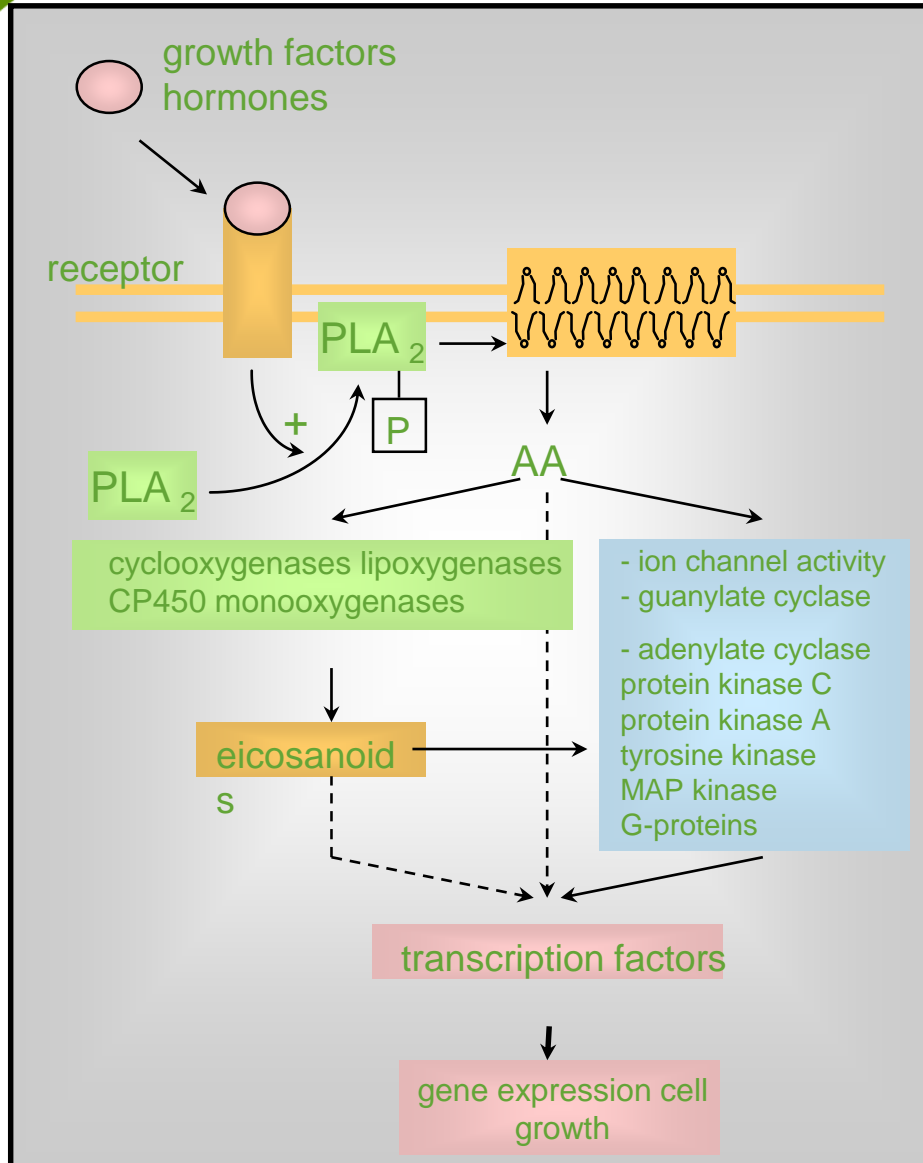 growth factors
hormones
receptor
PLA 2
+
P
PLA 2
AA
cyclooxygenases lipoxygenases
CP450 monooxygenases
- ion channel activity
- guanylate cyclase
- adenylate cyclase
protein kinase C
protein kinase A
tyrosine kinase
MAP kinase
G-proteins
eicosanoid
s
transcription factors
gene expression cell
growth